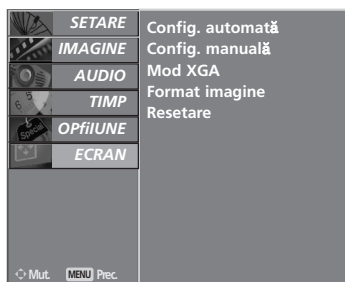 SETARE
IMAGINE
AUDIO
TIMP
OPfiIUNE
ECRAN
Config. automată
Config. manuală
Mod XGA
Format imagine
Resetare
Mut. MENU Prec.